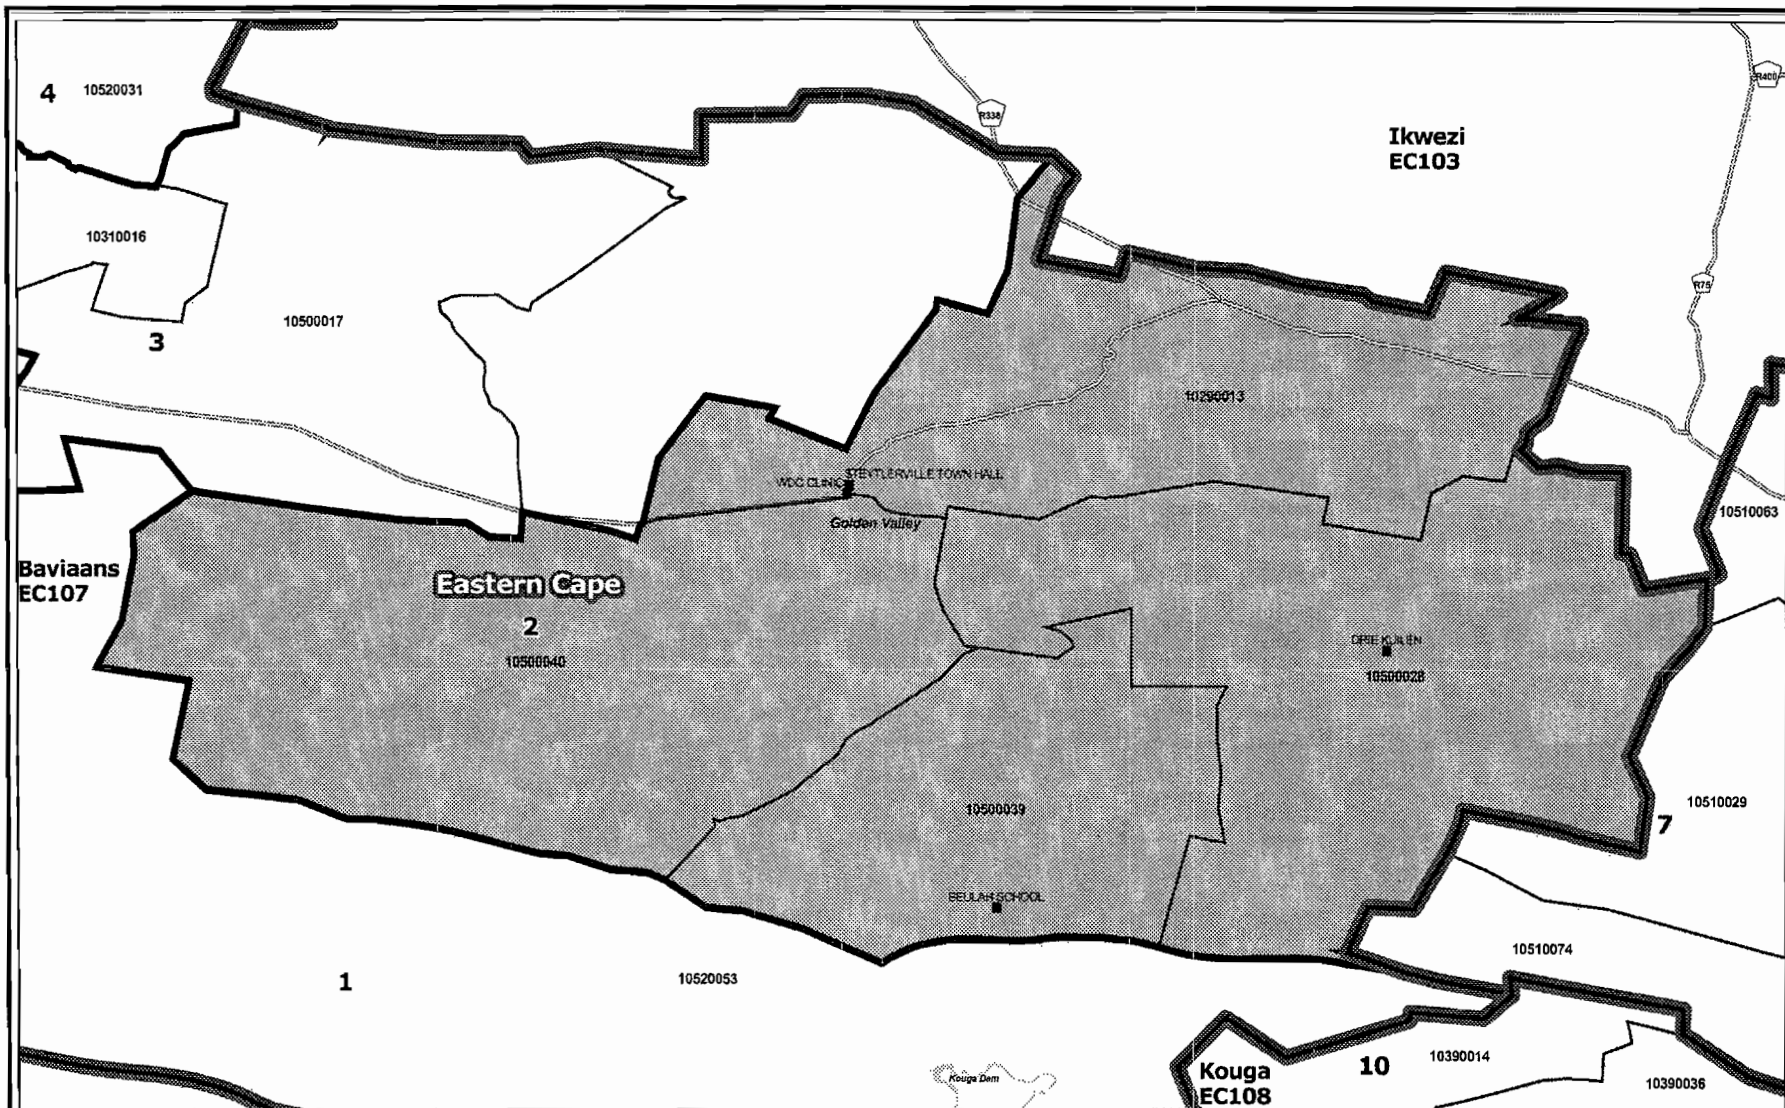 R338
R400
4
10520031
Ikwezi
EC103
10310016
R75
10500017
3
10290013
STEYTLERVILLE TOWN HALL
WDC CLINIC
Golden Valley
10510063
Baviaans
EC107
Eastern Cape
2
10500040
DRIE KUILEN
10500028
10500039
10510029
7
BEULAH SCHOOL
10510074
1
10520053
Kouga Dam
Kouga
EC108
10
10390014
10390036